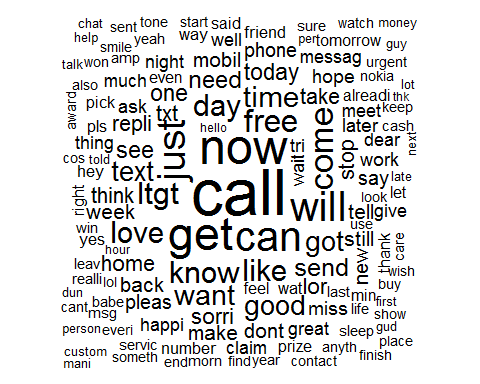 chat sent tone start said friend sure watch money
help smile yeah way well phone per tomorrow guy
talk won amp night mobil messag urgent
also much even need today hope nokia lot
award pick ask one day time take alreadi thk
pls repli txt free meet keep
thing see just hello now come stop later cash next
cos told text wait tri dear work
hey think ltgt call will say late
right week look let
win yes love get can got tell give
hour still use
leav home know like send new thank care
realli lol back feel wat lor wish
dun babe pleas want good last min buy
cant msg sorri miss life first show
person everi happi make dont great sleep gud place
custom servic number claim prize anyth finish
mani someth end morn find year contact